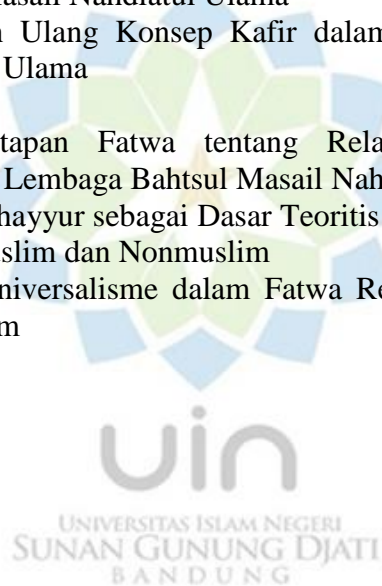 Masail Nahdlatul Ulama
Ulang Konsep Kafir dalam
Ulama
tapan Fatwa tentang Rela
Lembaga Bahtsul Masail Nah
hayyur sebagai Dasar Teoritis
slim dan Nonmuslim
niversalisme dalam Fatwa Re
m
uin
UNIVERSITAS ISLAM NEGERI
SUNAN GUNUNG DJATI
BANDUNG